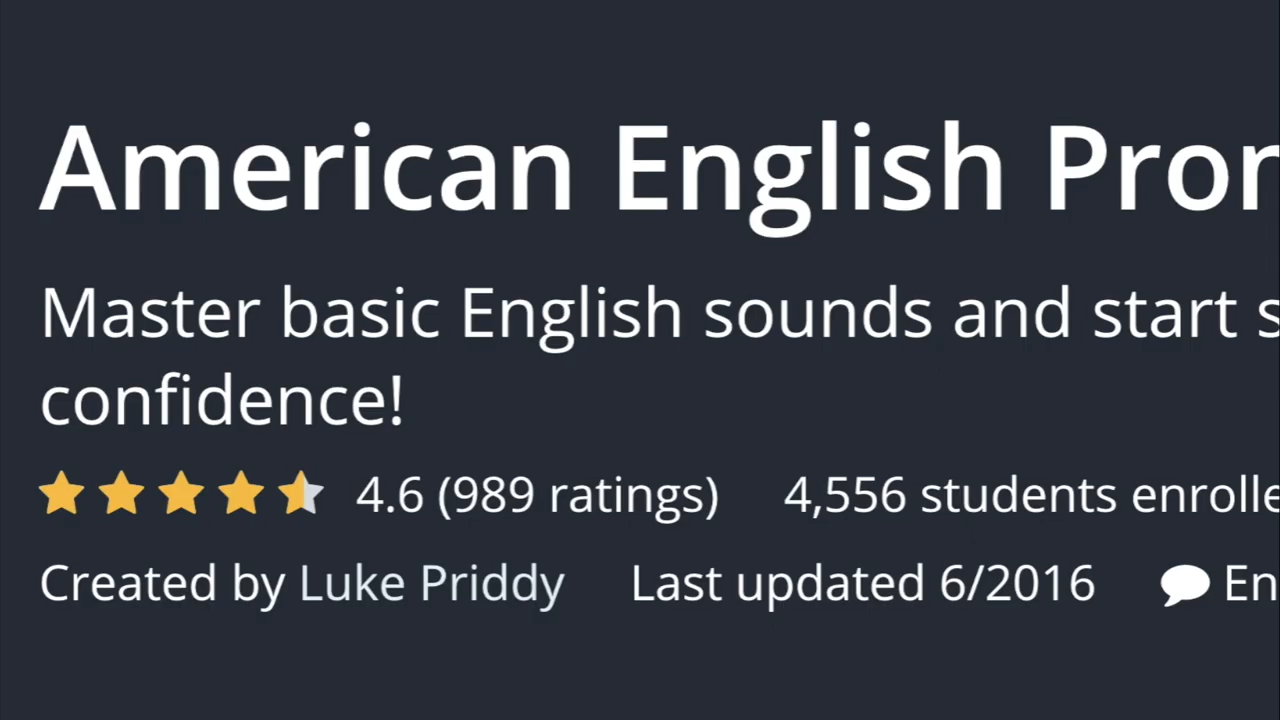 American English Pron
Master basic English sounds and start s
confidence!
4.6 (989 ratings) 4,556 students enrolle
Created by Luke Priddy Last updated 6/2016 En